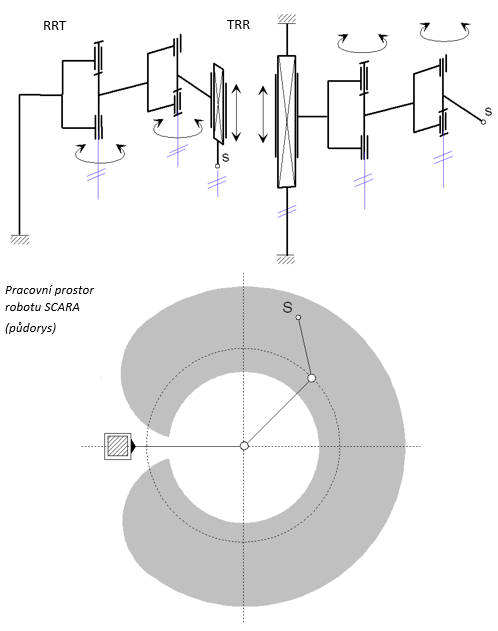 RRT
TRR
S
S
Pracovní prostor
robotu SCARA
(půdorys)
S